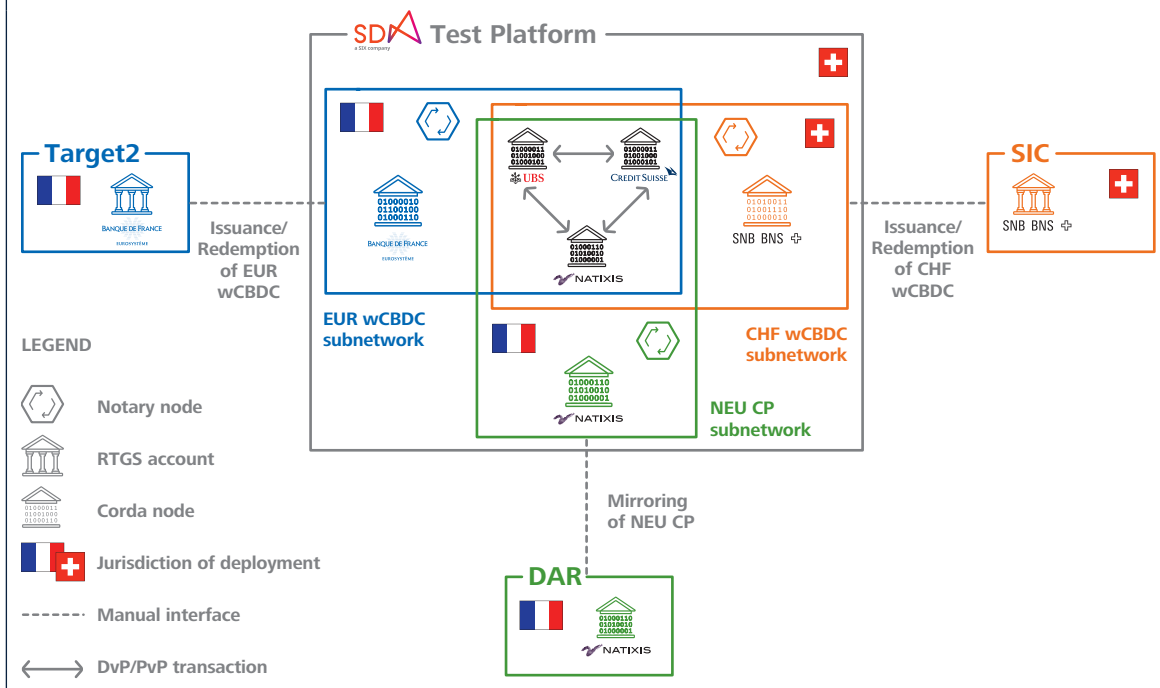 SDX Test Platform
a SIX company
Target2
BANQUE DE FRANCE
EUROSYSTÈME
Issuance/
Redemption
of EUR
wCBDC
01000010
01100100
01000110
BANQUE DE FRANCE
EUROSYSTÈME
01000011
01001000
01000101
UBS
01000011
01001000
01000101
CREDIT SUISSE
01000110
01010010
01000001
NATIXIS
01010011
01001110
01000010
SNB BNS
Issuance/
Redemption
of CHF
wCBDC
SIC
SNB BNS
EUR wCBDC
subnetwork
CHF wCBDC
subnetwork
01000110
01010010
01000001
NATIXIS
NEU CP
subnetwork
Mirroring
of NEU CP
DAR
01000110
01010010
01000001
NATIXIS
LEGEND
Notary node
RTGS account
01000011
01001000
01000110
Corda node
Jurisdiction of deployment
Manual interface
DvP/PvP transaction